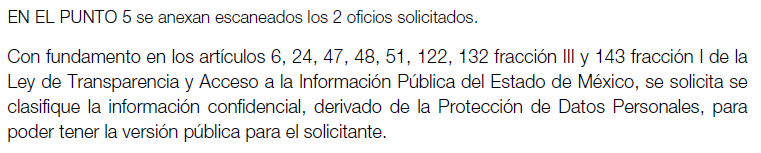 EN EL PUNTO 5 se anexan escaneados los 2 oficios solicitados.
Con fundamento en los artículos 6, 24, 47, 48, 51, 122, 132 fracción III y 143 fracción I de la
Ley de Transparencia y Acceso a la Información Pública del Estado de México, se solicita se
clasifique la información confidencial, derivado de la Protección de Datos Personales, para
poder tener la versión pública para el solicitante.